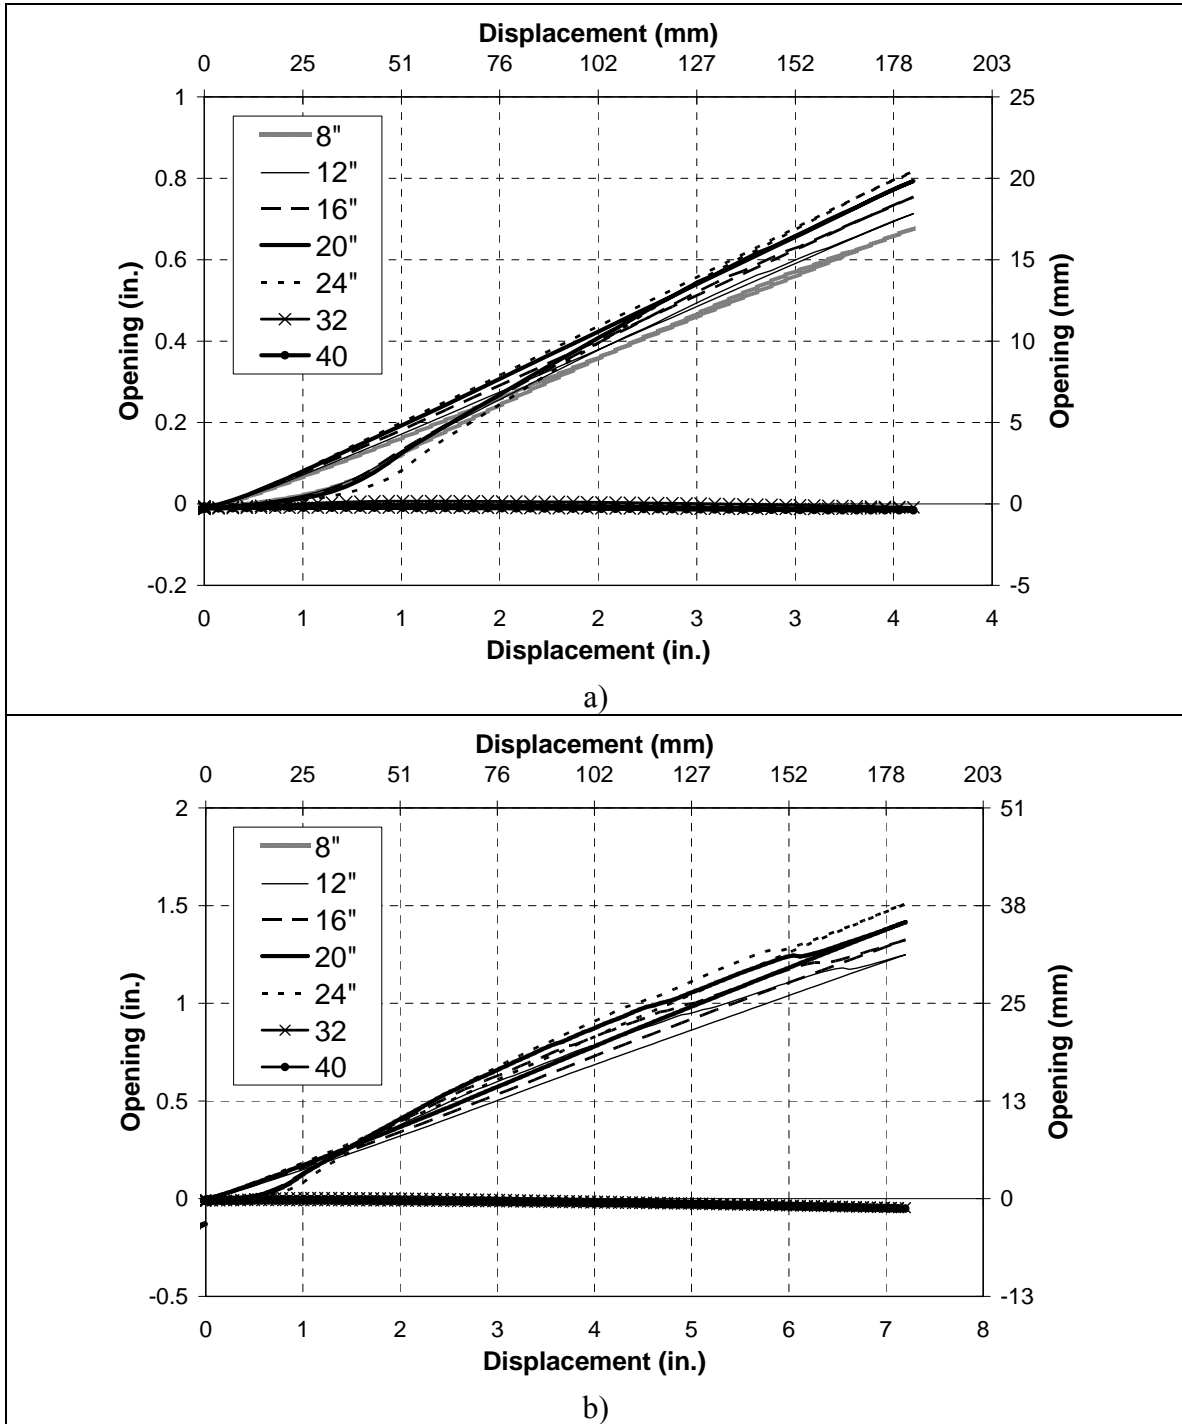 Displacement (mm)
0 25 51 76 102 127 152 178 203
1 25
8"
12"
0.8 20
16"
20"
0.6 15
24"
32
0.4 10
40
0.2 5
0 0
-0.2 -5
Opening (in.)
Opening (mm)
0 1 1 2 2 3 3 4 4
Displacement (in.)
a)
Displacement (mm)
0 25 51 76 102 127 152 178 203
2 51
8"
12"
1.5 38
16"
20"
1 25
24"
32
40
0.5 13
0 0
-0.5 -13
Opening (in.)
Opening (mm)
0 1 2 3 4 5 6 7 8
Displacement (in.)
b)